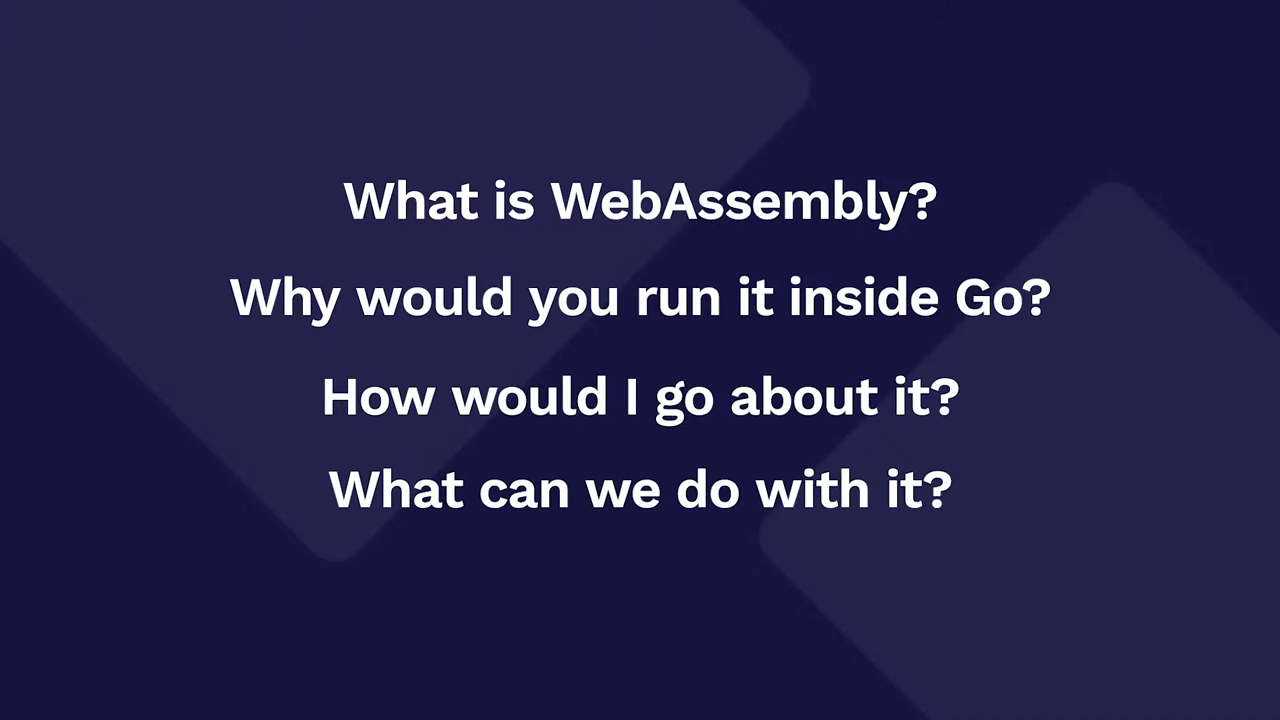 What is WebAssembly?
Why would you run it inside Go?
How would I go about it?
What can we do with it?